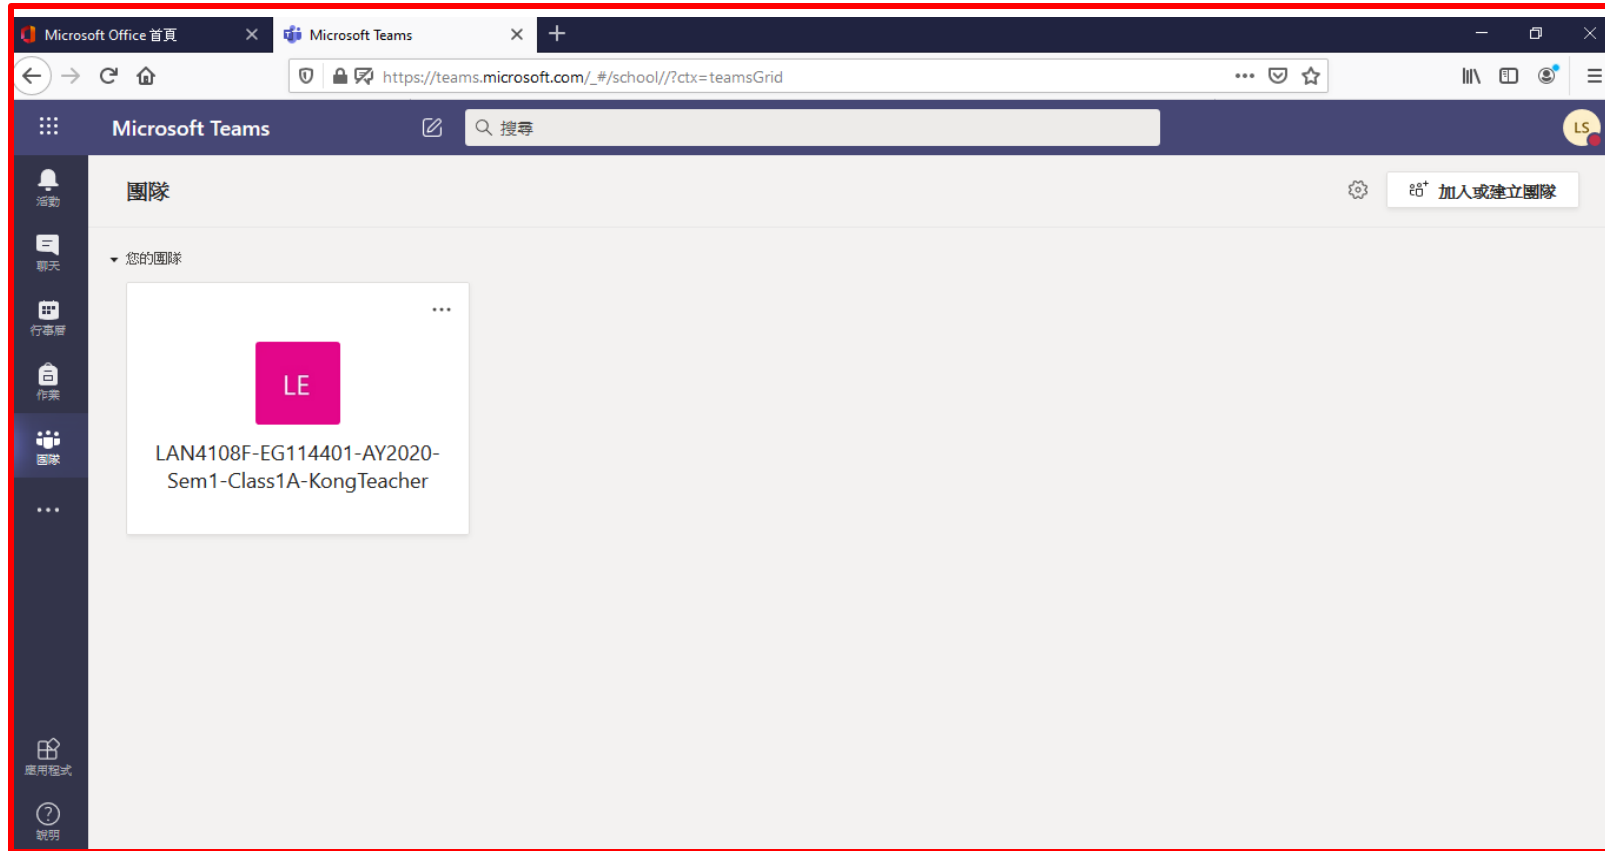 Microsoft Office 首頁
Microsoft Teams
https://teams.microsoft.com/_#/school//?ctx=teamsGrid
Microsoft Teams
搜尋
LS
活動
聊天
行事曆
作業
團隊
應用程式
說明
團隊
加入或建立團隊
您的團隊
LE
LAN4108F-EG114401-AY2020-
Sem1-Class1A-KongTeacher